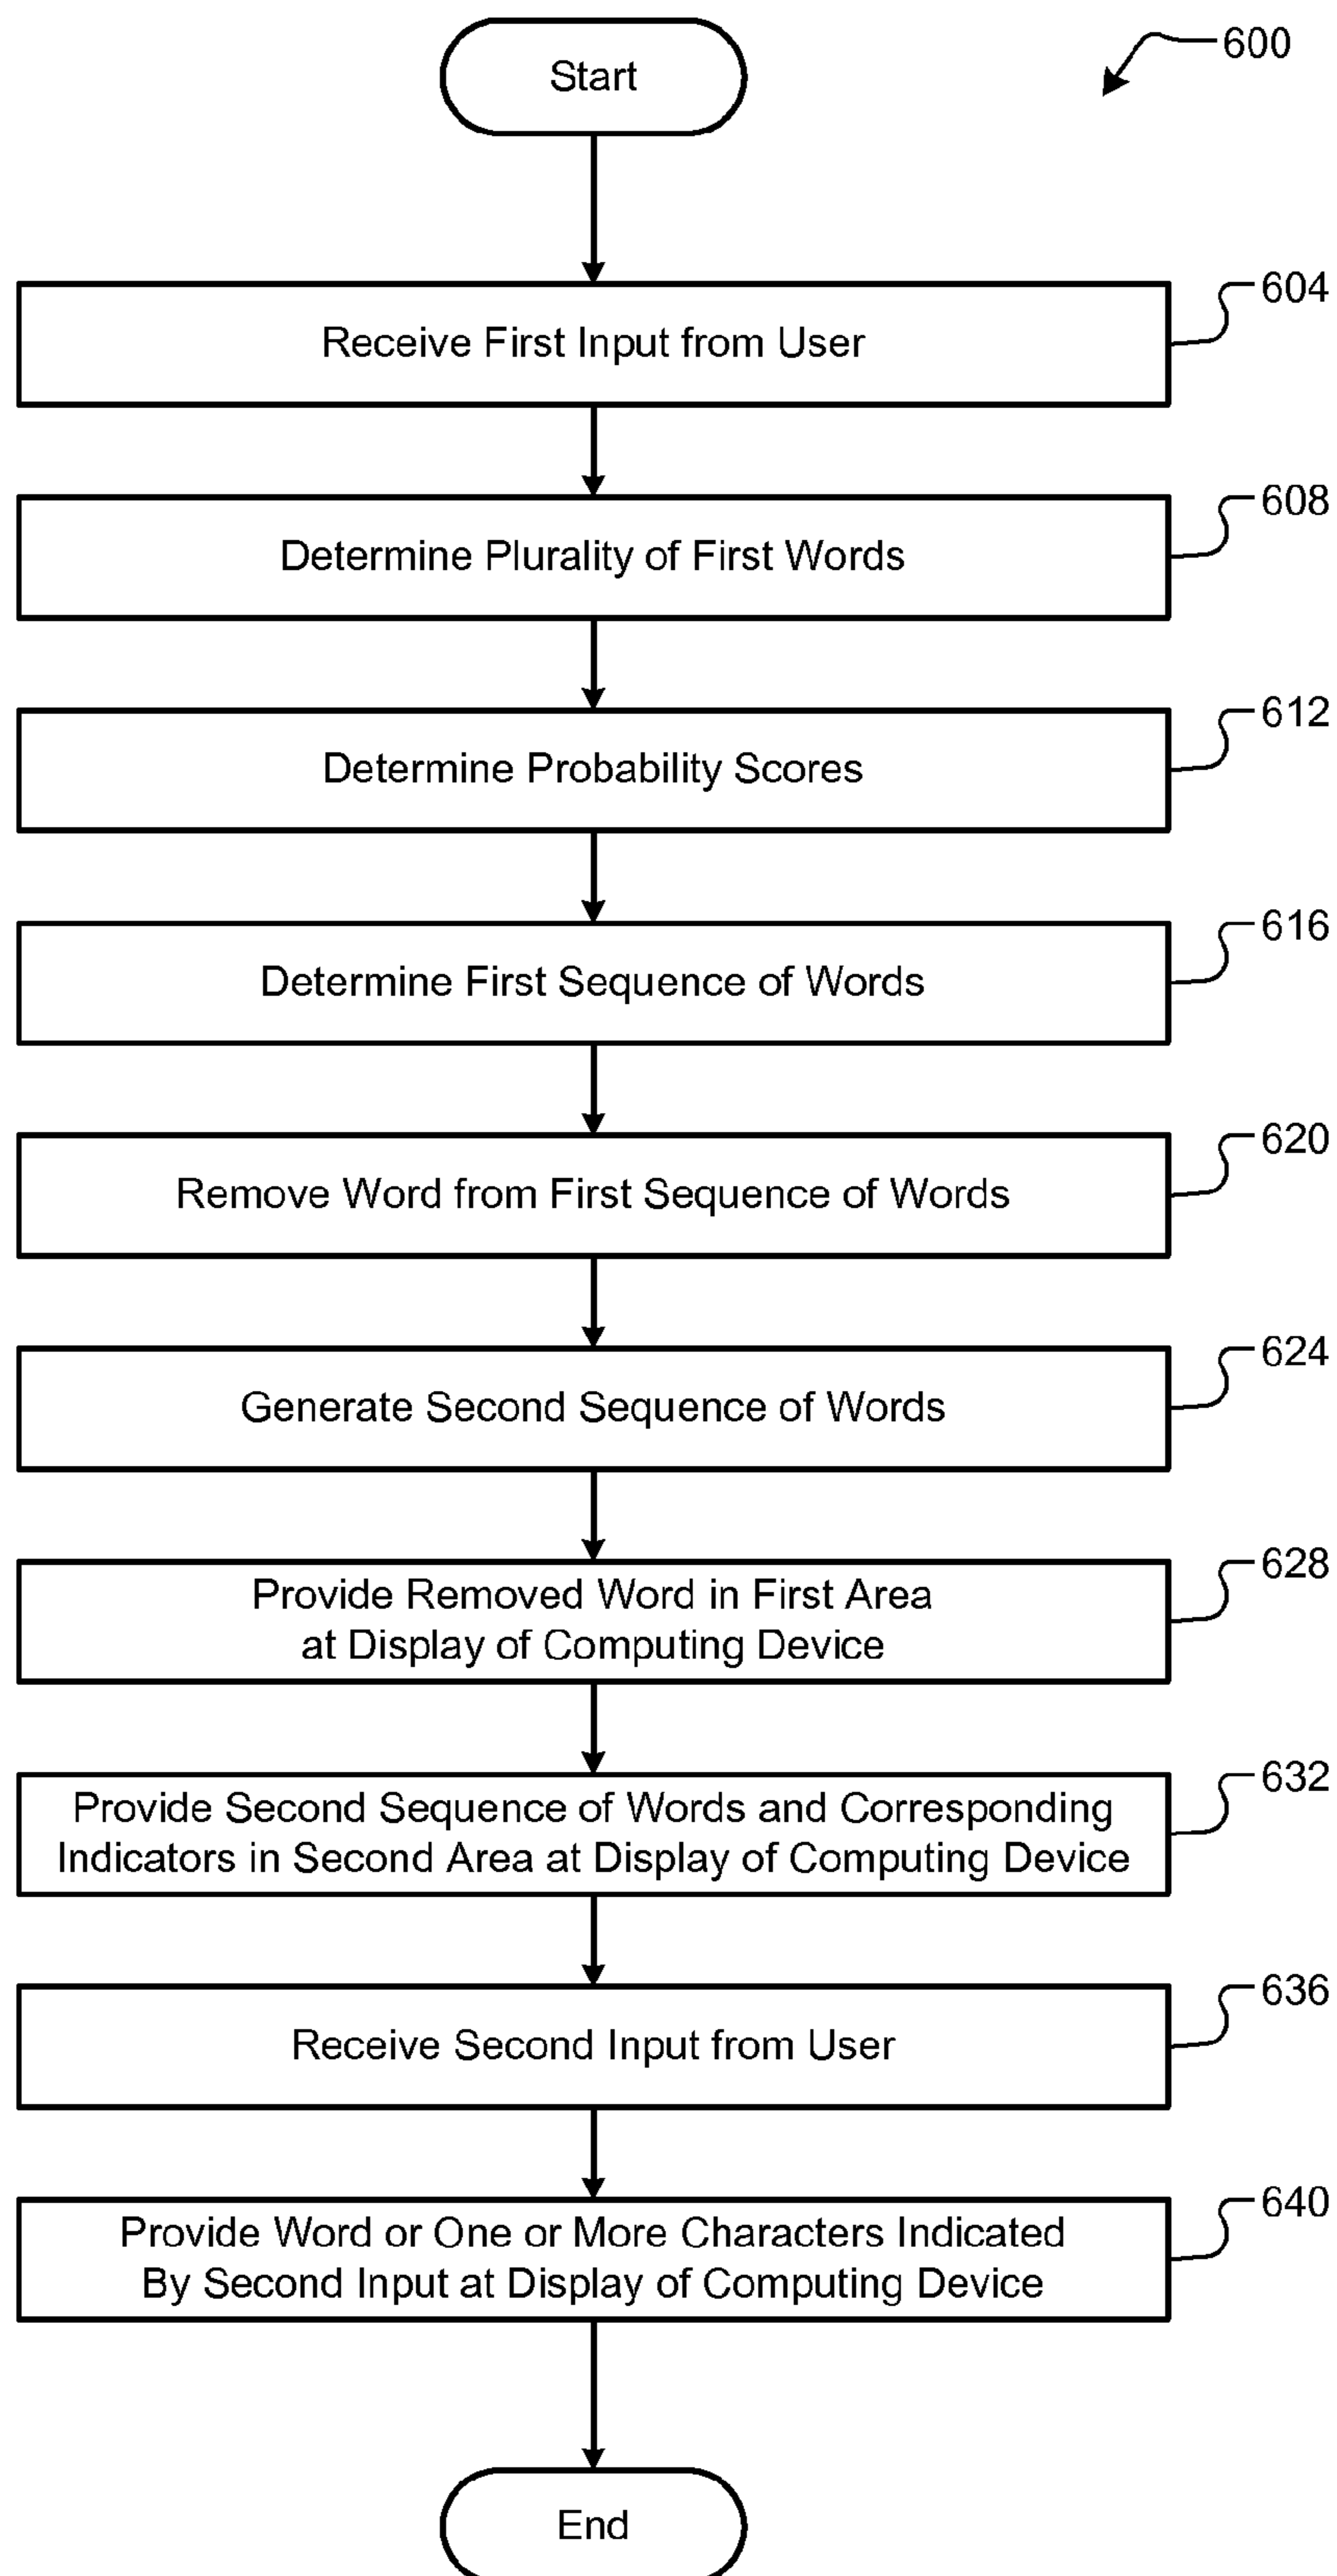 Start
600
Receive First Input from User
604
Determine Plurality of First Words
608
Determine Probability Scores
612
Determine First Sequence of Words
616
Remove Word from First Sequence of Words
620
Generate Second Sequence of Words
624
Provide Removed Word in First Area
at Display of Computing Device
628
Provide Second Sequence of Words and Corresponding
Indicators in Second Area at Display of Computing Device
632
Receive Second Input from User
636
Provide Word or One or More Characters Indicated
By Second Input at Display of Computing Device
640
End